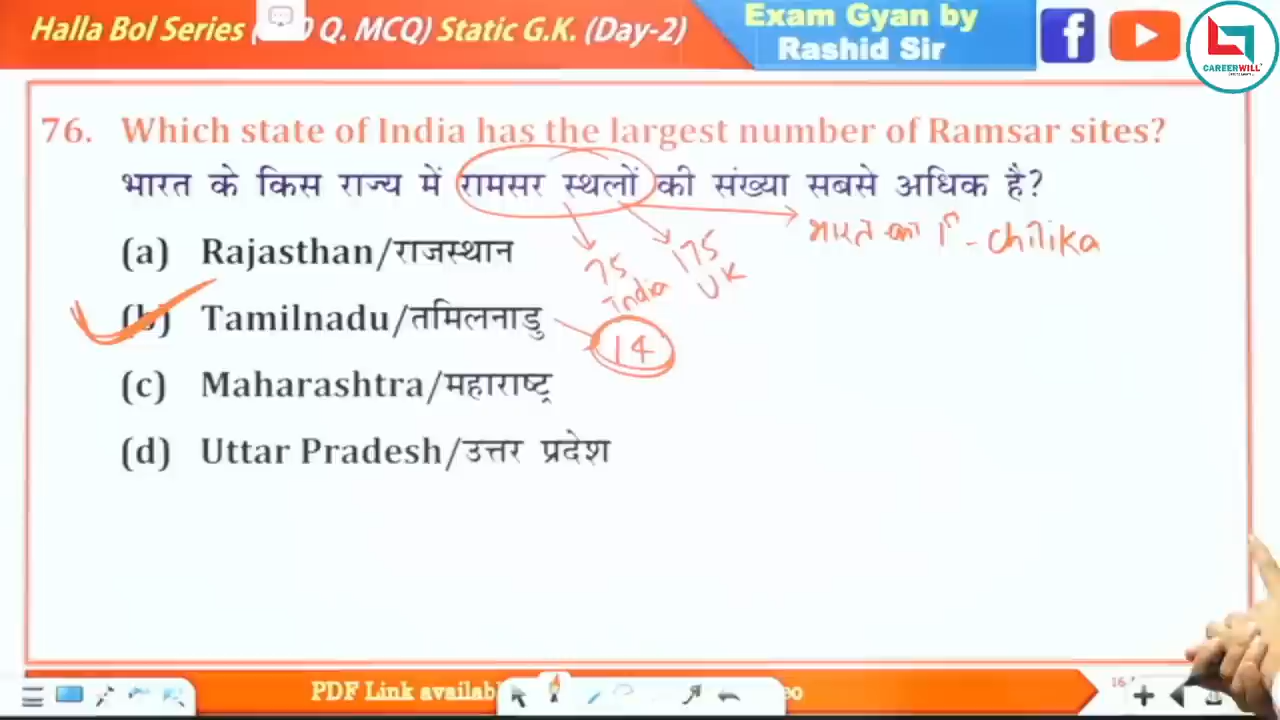 Halla Bol Series ( 0 Q. MCQ) Static G.K. (Day-2)
Exam Gyan by
Rashid Sir
CAREERWILL
76. Which state of India has the largest number of Ramsar sites?
भारत के किस राज्य में रामसर स्थलों की संख्या सबसे अधिक है?
भारत का 1st - Chilika
(a) Rajasthan/राजस्थान
75 India
175 UK
(b) Tamilnadu/तमिलनाडु
14
(c) Maharashtra/महाराष्ट्र
(d) Uttar Pradesh/उत्तर प्रदेश
PDF Link availab
eo